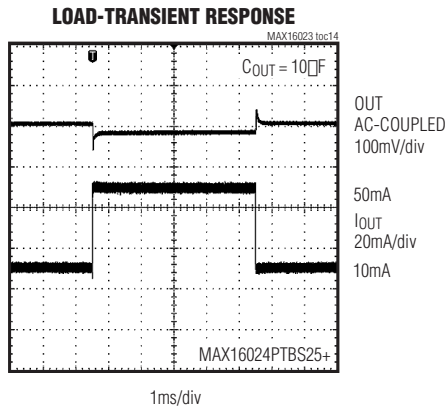 LOAD-TRANSIENT RESPONSE
MAX16023 toc14
T
COUT = 10▯F
OUT
AC-COUPLED
100mV/div
50mA
IOUT
20mA/div
10mA
MAX16024PTBS25+
1ms/div